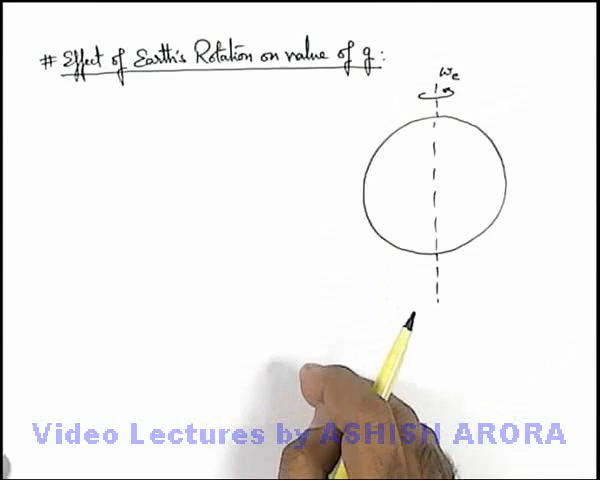 # Effect of Earth's Rotation on value of g :
ωe
Video Lectures by ASHISH ARORA